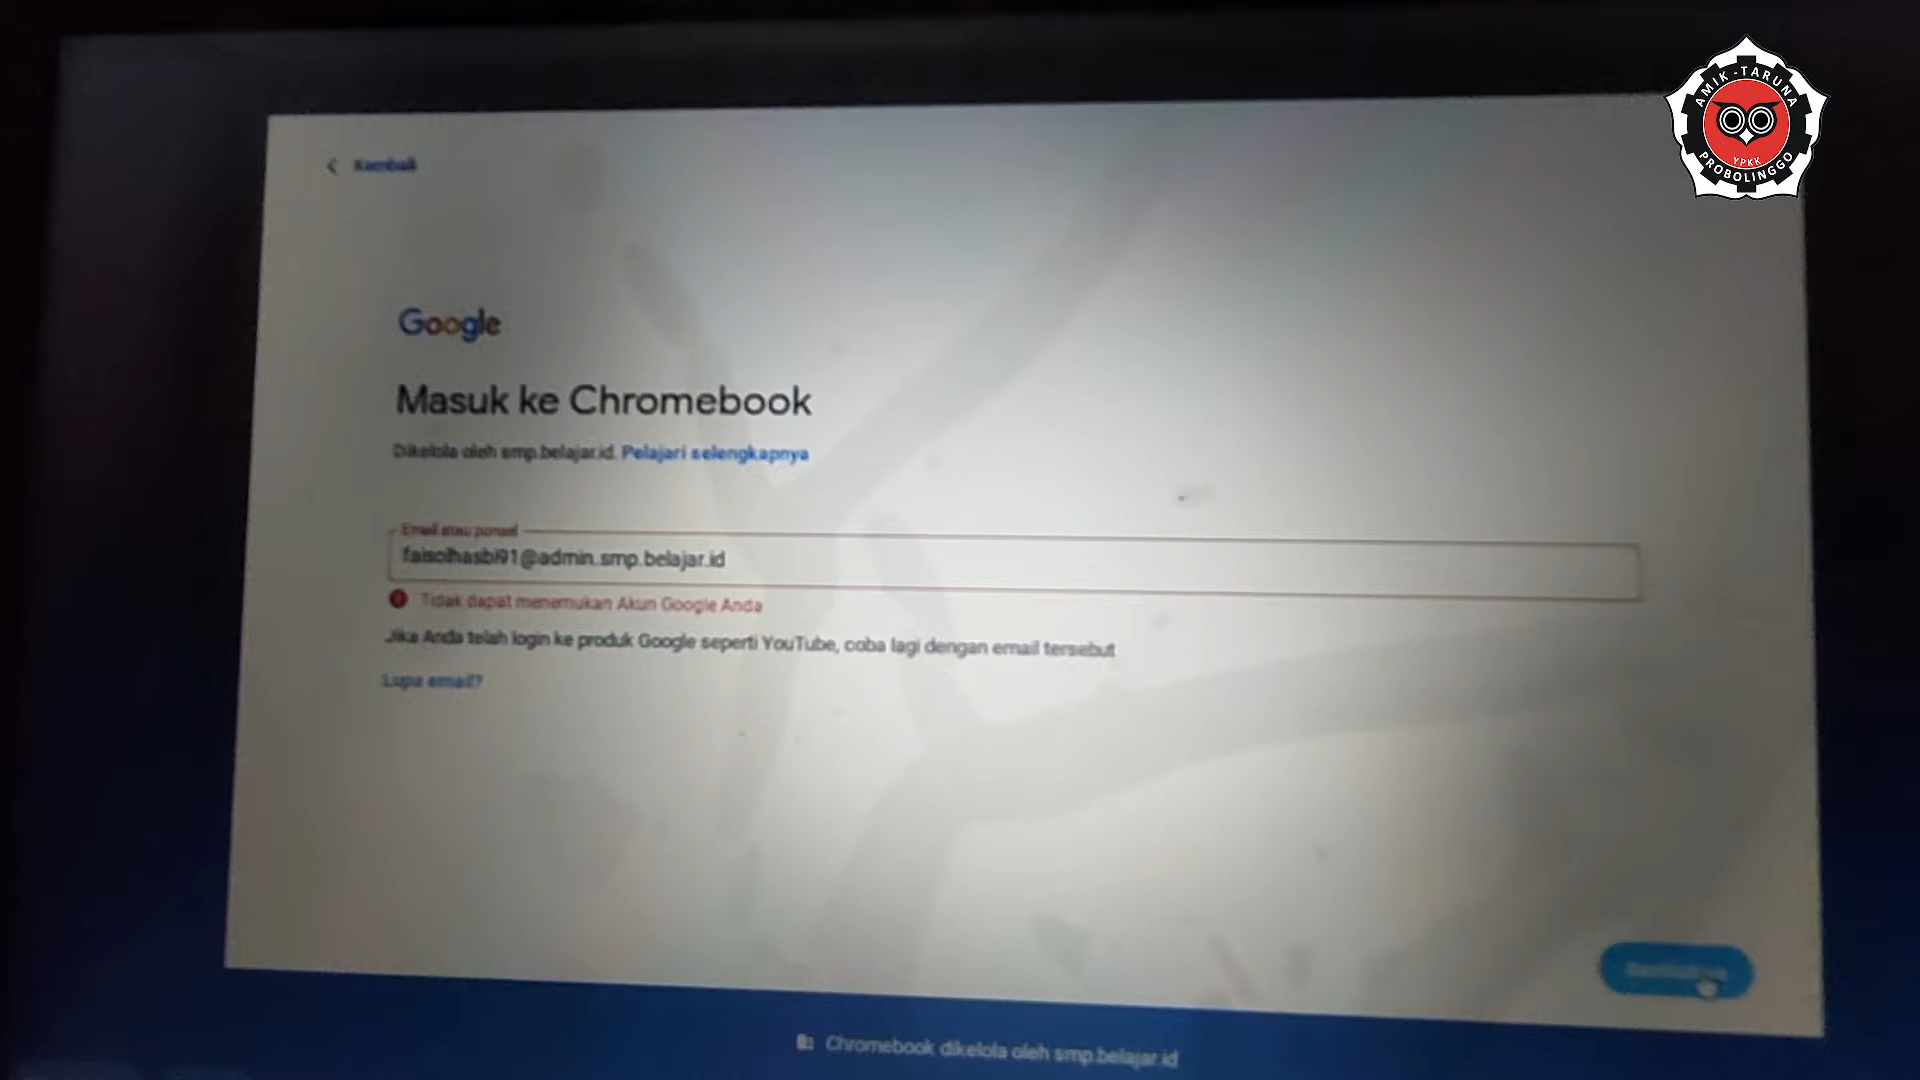 AMIK-TARUNA
YPKK
PROBOLINGGO
Kembali
Google
Masuk ke Chromebook
Dikelola oleh smp.belajar.id. Pelajari selengkapnya
Email atau ponsel
faisolhasbi91@admin.smp.belajar.id
Tidak dapat menemukan Akun Google Anda
Jika Anda telah login ke produk Google seperti YouTube, coba lagi dengan email tersebut
Lupa email?
Berikutnya
Chromebook dikelola oleh smp.belajar.id